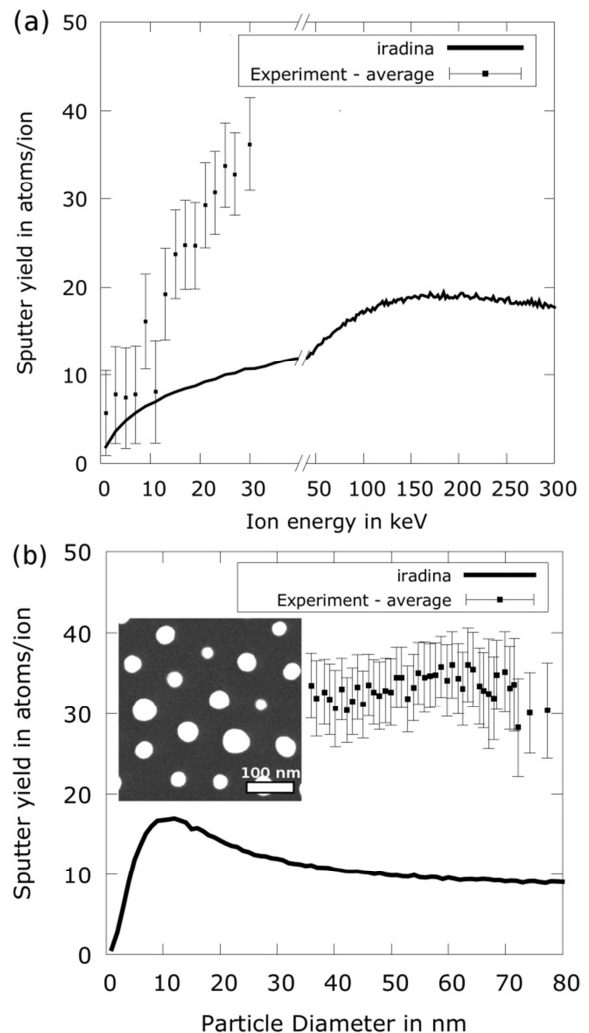 (a)
50
40
30
20
10
0
Sputter yield in atoms/ion
iradina
Experiment - average
0 10 20 30 50 100 150 200 250 300
Ion energy in keV
(b)
50
40
30
20
10
0
Sputter yield in atoms/ion
iradina
Experiment - average
100 nm
0 10 20 30 40 50 60 70 80
Particle Diameter in nm